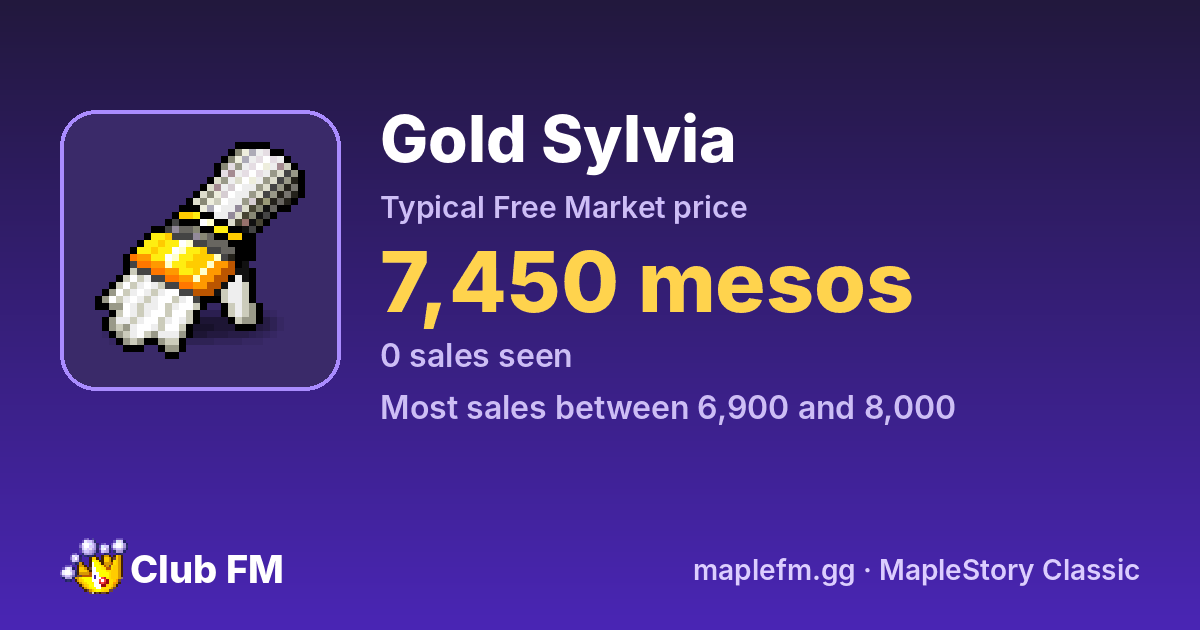 Gold Sylvia
Typical Free Market price
7,450 mesos
0 sales seen
Most sales between 6,900 and 8,000
Club FM
maplefm.gg · MapleStory Classic